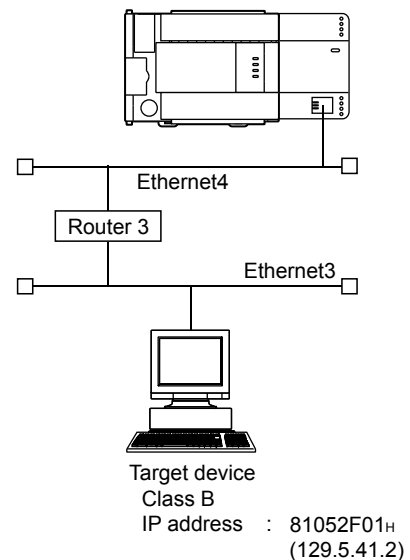 Ethernet4
Router 3
Ethernet3
Target device
Class B
IP address : 81052F01H
(129.5.41.2)